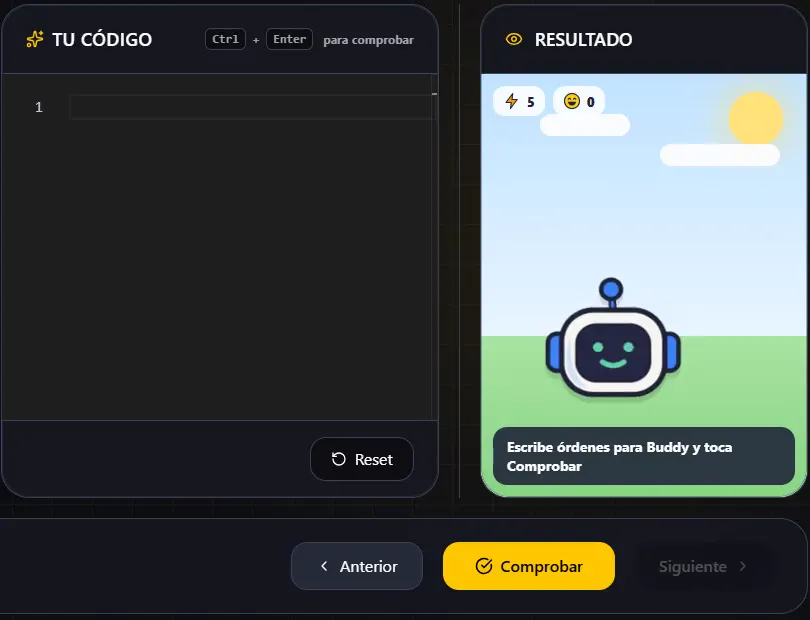 TU CÓDIGO
Ctrl + Enter para comprobar
1
Reset
RESULTADO
5
0
Escribe órdenes para Buddy y toca
Comprobar
Anterior
Comprobar
Siguiente